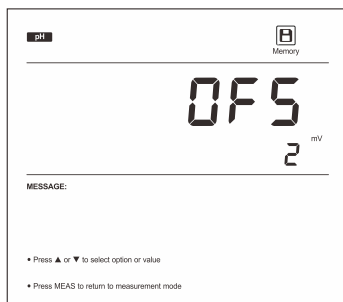 pH
Memory
OFS
mV
2
MESSAGE:
• Press ▲ or ▼ to select option or value
• Press MEAS to return to measurement mode